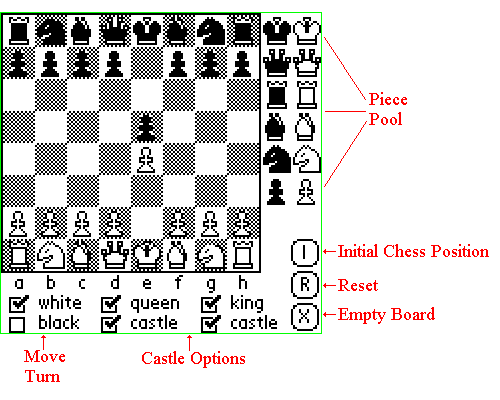 Piece
Pool
I
Initial Chess Position
R
Reset
X
Empty Board
a b c d e f g h
white queen king
black castle castle
Move
Turn
Castle Options